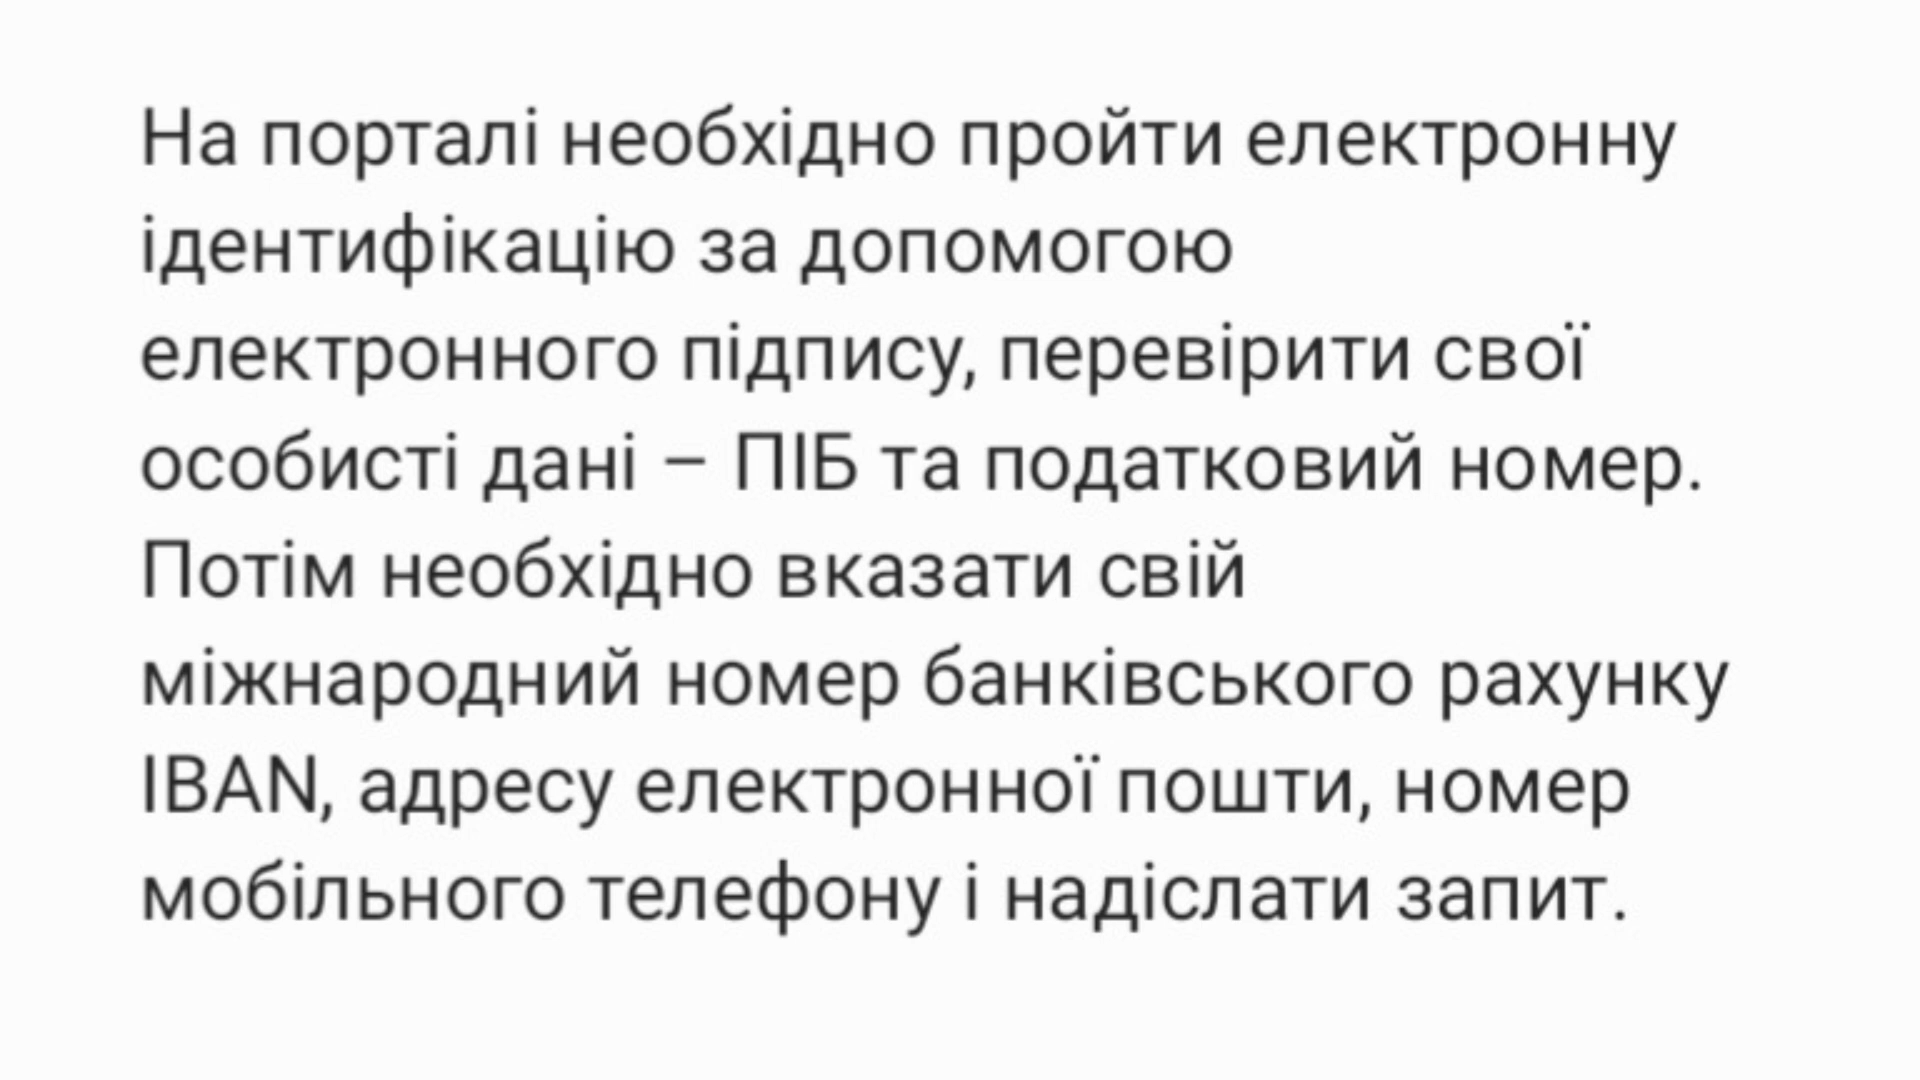 На порталі необхідно пройти електронну
ідентифікацію за допомогою
електронного підпису, перевірити свої
особисті дані – ПІБ та податковий номер.
Потім необхідно вказати свій
міжнародний номер банківського рахунку
IBAN, адресу електронної пошти, номер
мобільного телефону і надіслати запит.